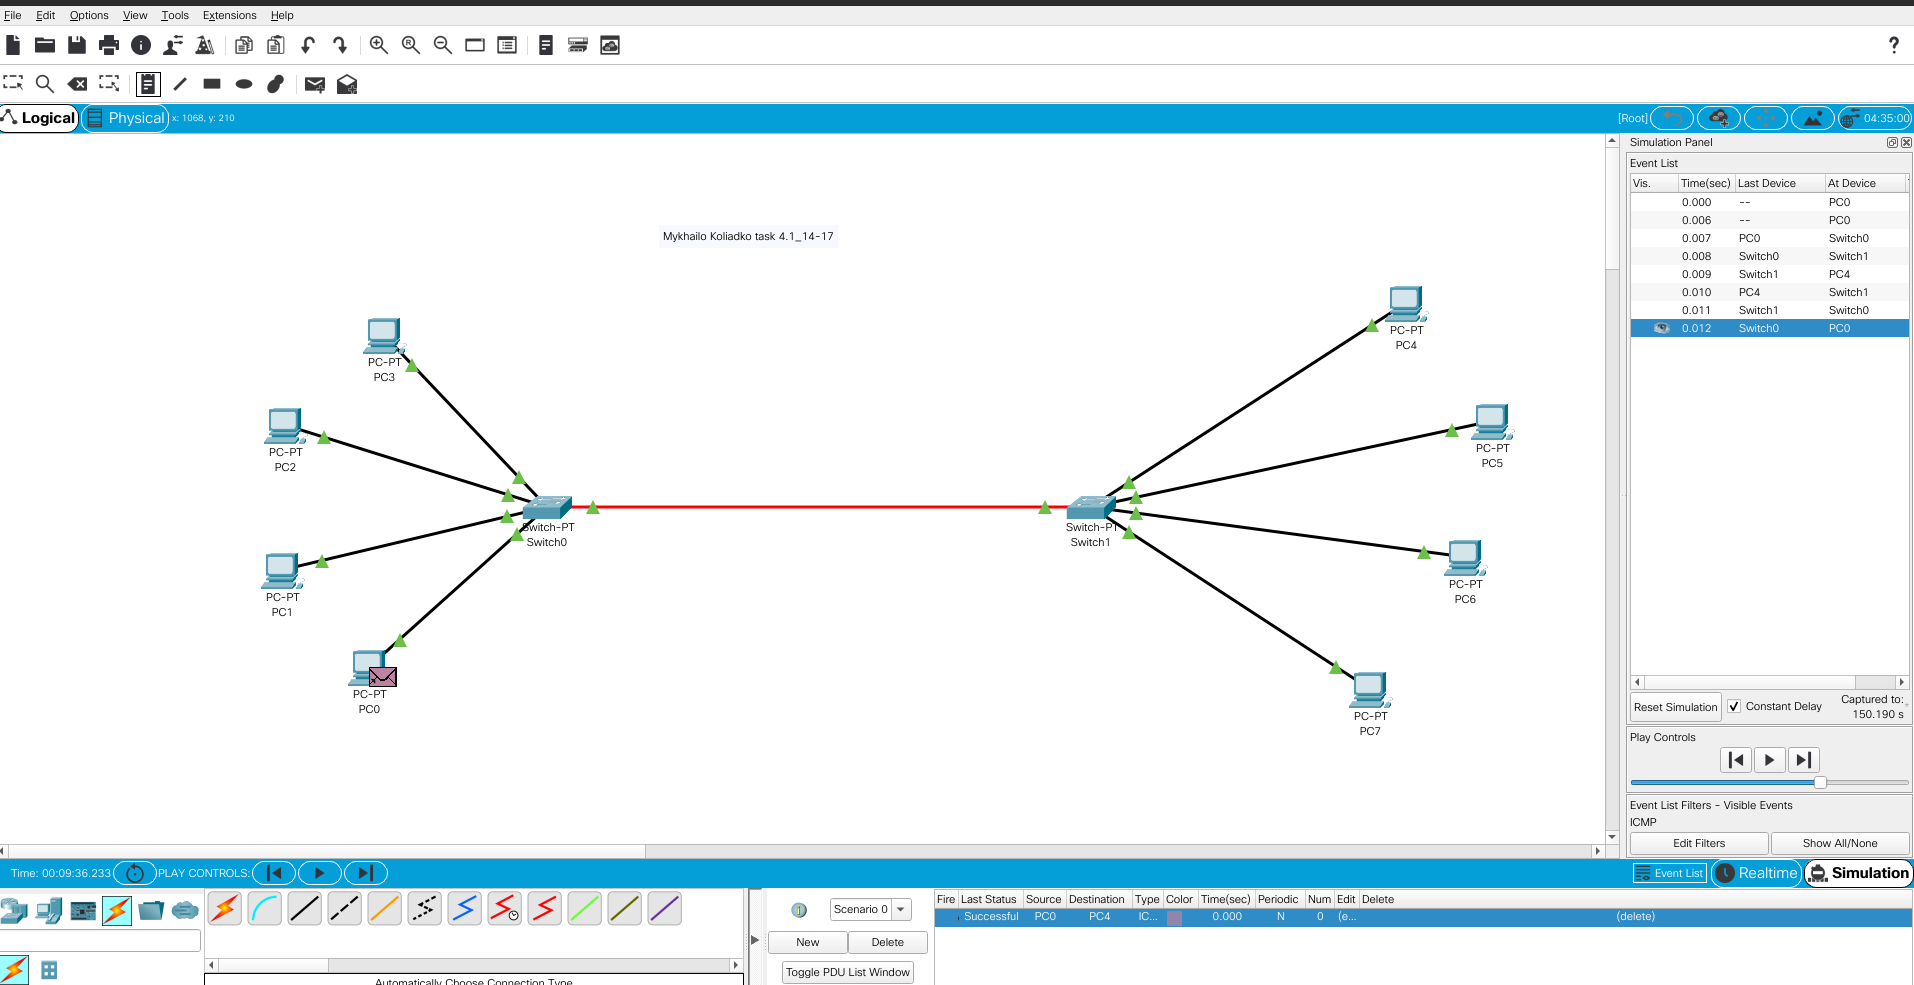 File Edit Options View Tools Extensions Help
Logical Physical x: 1068, y: 210 [Root] 04:35:00
Simulation Panel
Event List
Vis. Time(sec) Last Device At Device
0.000 -- PC0
0.006 -- PC0
0.007 PC0 Switch0
0.008 Switch0 Switch1
0.009 Switch1 PC4
0.010 PC4 Switch1
0.011 Switch1 Switch0
0.012 Switch0 PC0
Mykhailo Koliadko task 4.1_14-17
PC-PT
PC3
PC-PT
PC2
PC-PT
PC1
PC-PT
PC0
Switch-PT
Switch0
Switch-PT
Switch1
PC-PT
PC4
PC-PT
PC5
PC-PT
PC6
PC-PT
PC7
Reset Simulation Constant Delay Captured to:
150.190 s
Play Controls
Event List Filters - Visible Events
ICMP
Edit Filters Show All/None
Time: 00:09:36.233 PLAY CONTROLS: Event List Realtime Simulation
Scenario 0
New Delete
Toggle PDU List Window
Fire Last Status Source Destination Type Color Time(sec) Periodic Num Edit Delete
Successful PC0 PC4 IC... 0.000 N 0 (e... (delete)
Automatically Choose Connection Type